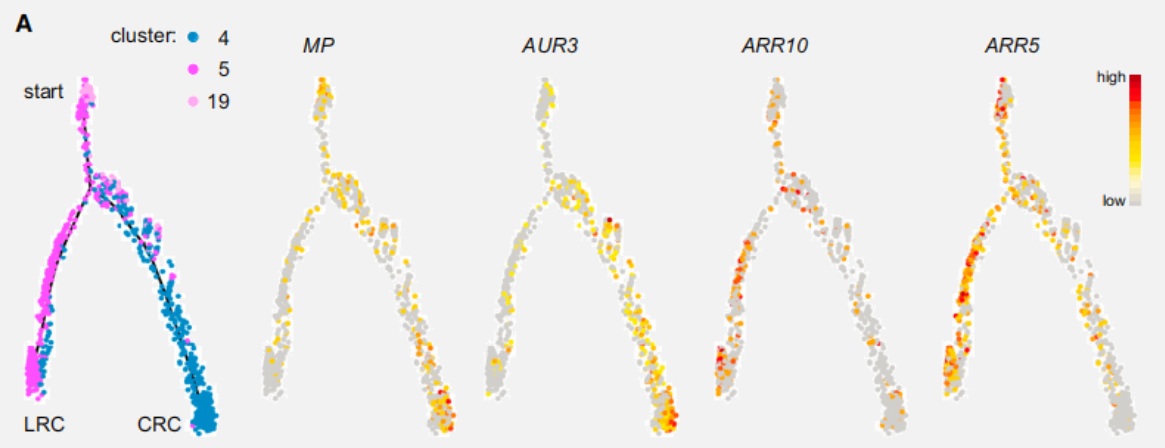 A
cluster: 4
5
19
start
LRC
CRC
MP
AUR3
ARR10
ARR5
high
low